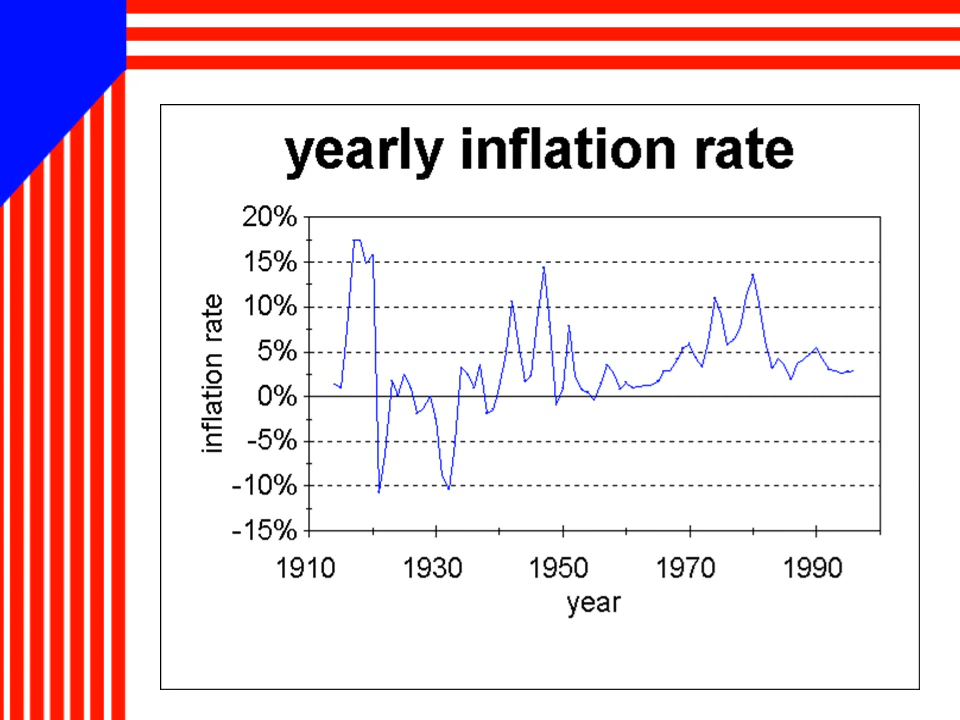 yearly inflation rate
20%
15%
10%
5%
0%
-5%
-10%
-15%
inflation rate
1910 1930 1950 1970 1990
year